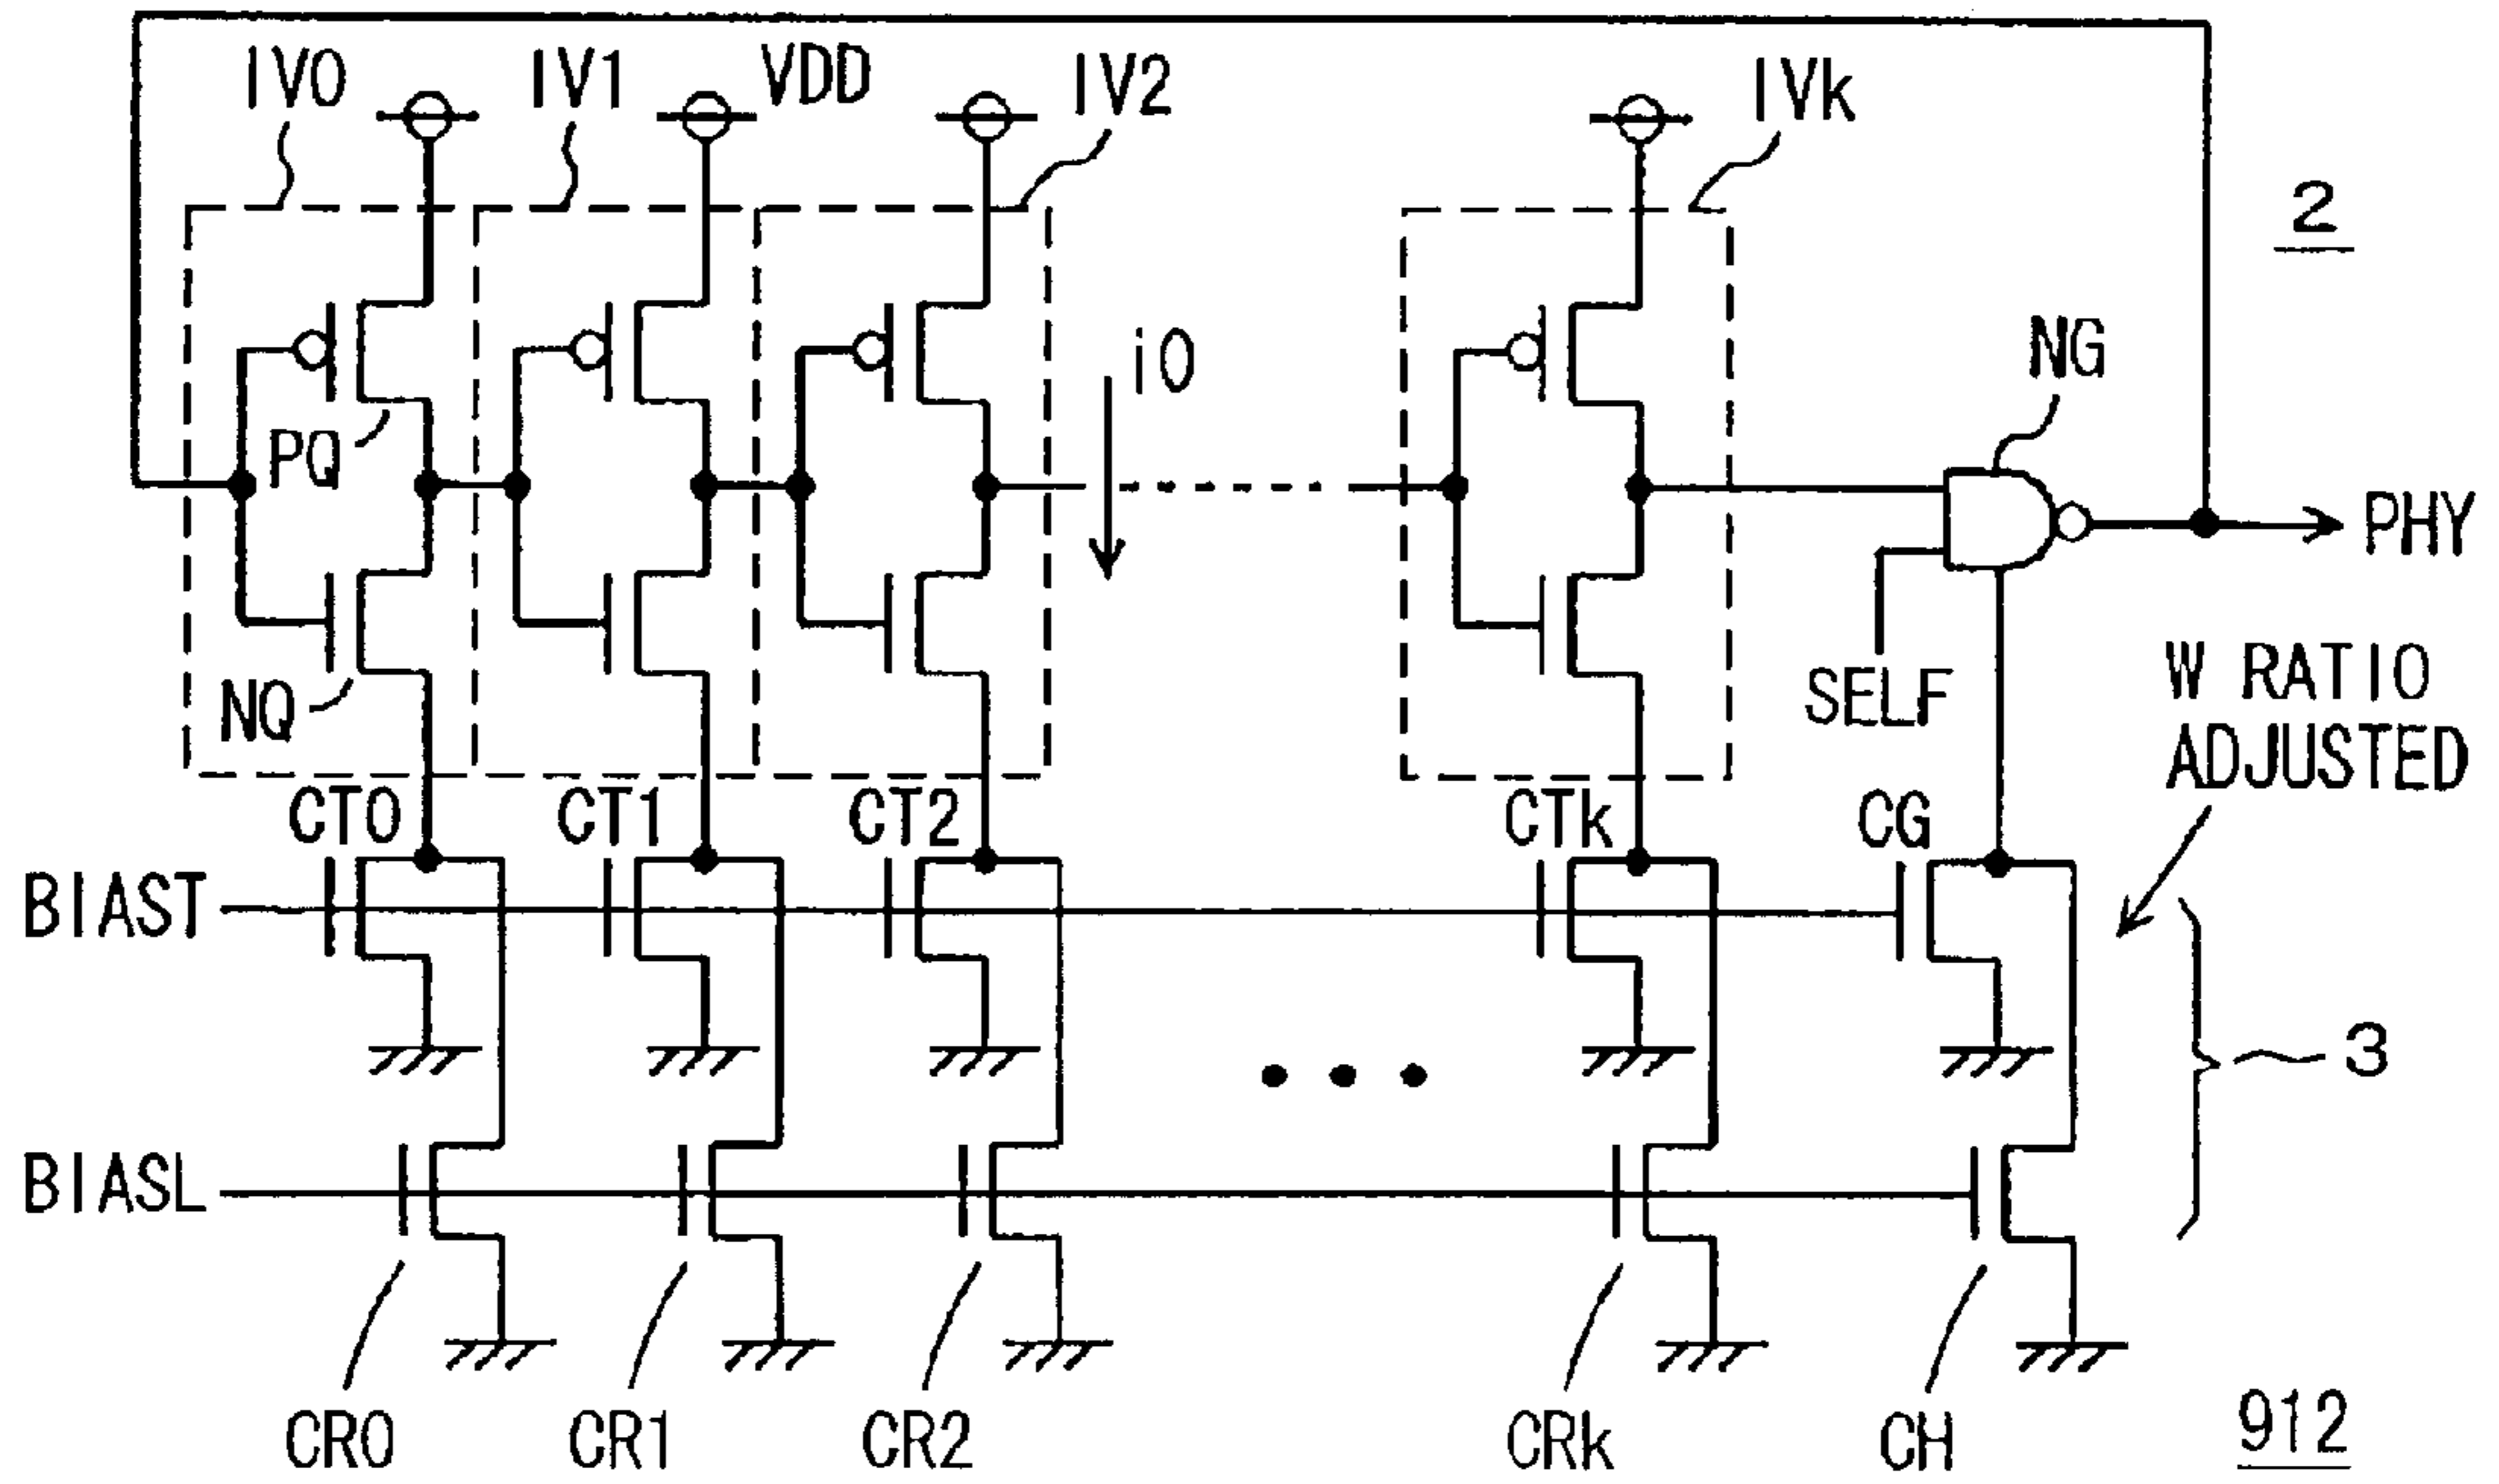 IV0
IV1
VDD
IV2
IVk
2
i0
NG
PQ
PHY
NQ
SELF
W RATIO
ADJUSTED
CT0
CT1
CT2
CTk
CG
BIAST
3
BIASL
CR0
CR1
CR2
CRk
CH
912